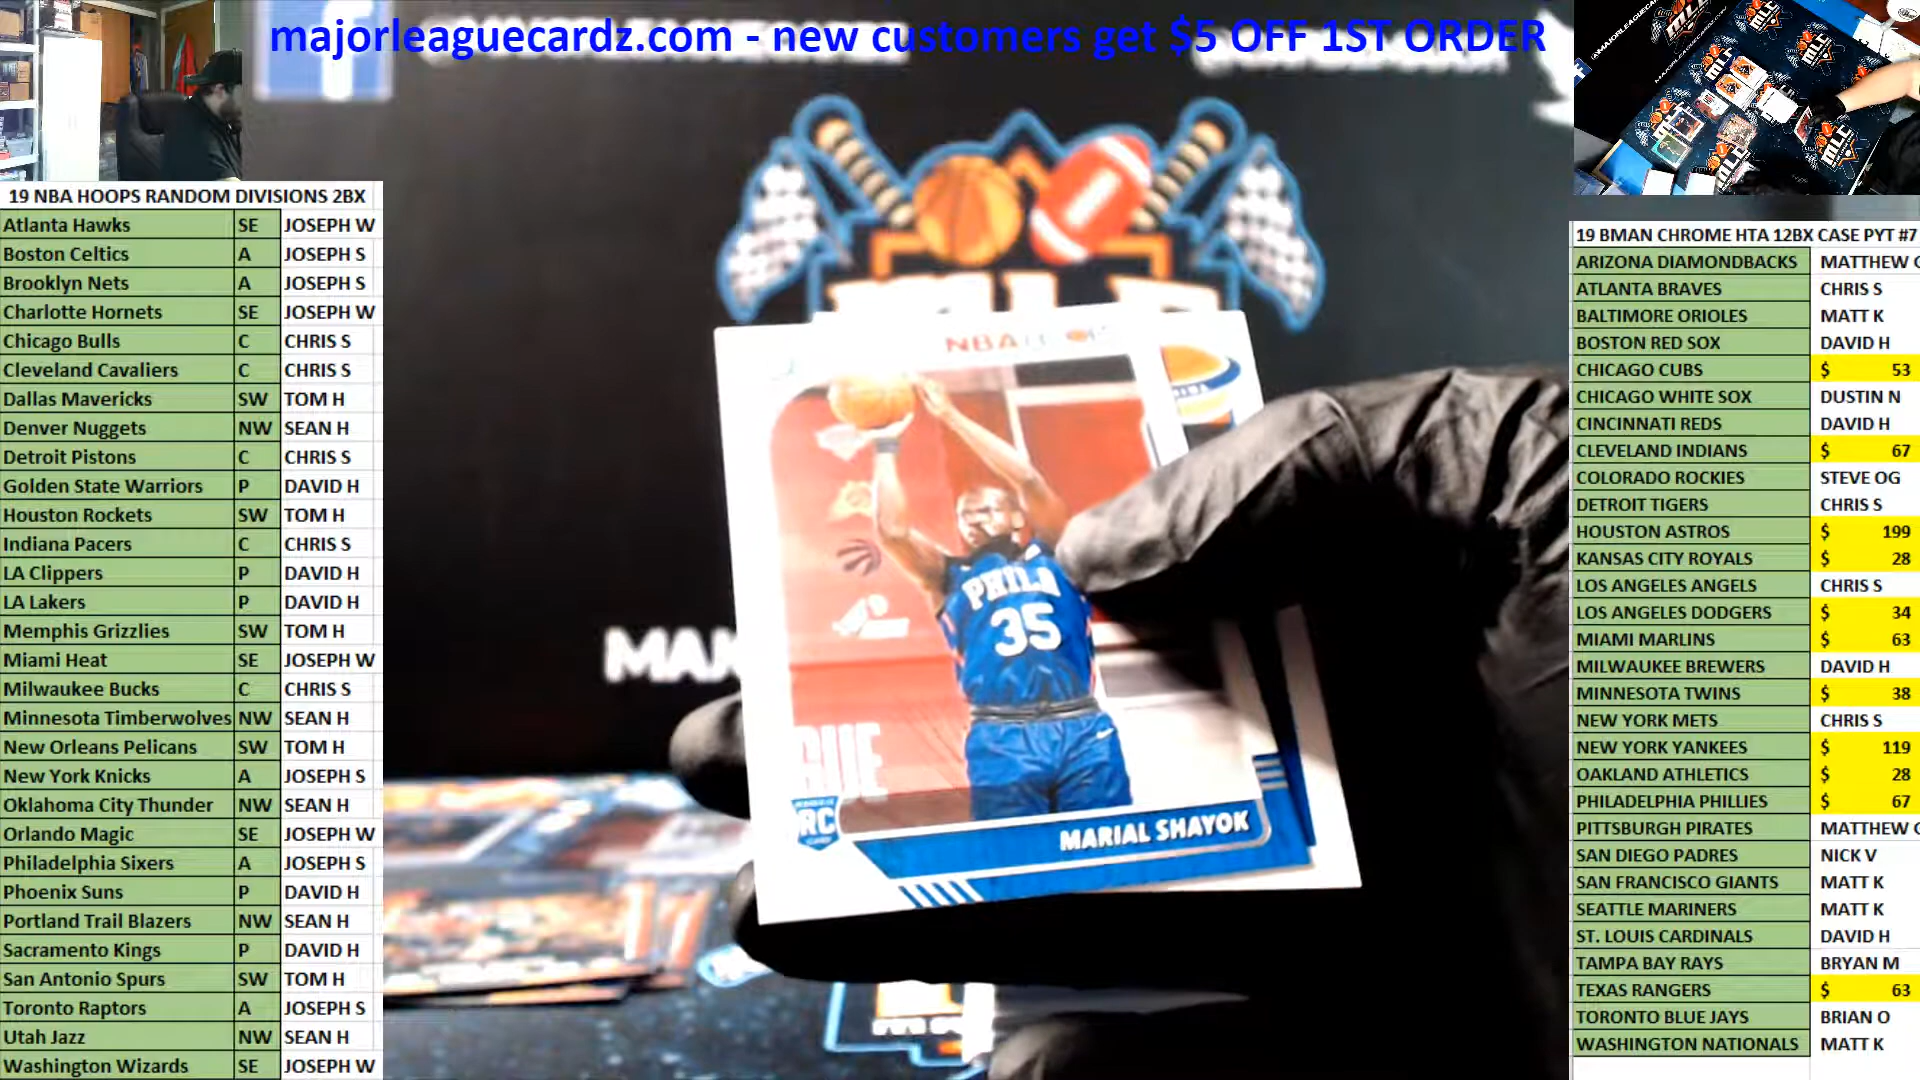 majorleaguecardz.com - new customers get $5 OFF 1ST ORDER
19 NBA HOOPS RANDOM DIVISIONS 2BX
Atlanta Hawks SE JOSEPH W
Boston Celtics A JOSEPH S
Brooklyn Nets A JOSEPH S
Charlotte Hornets SE JOSEPH W
Chicago Bulls C CHRIS S
Cleveland Cavaliers C CHRIS S
Dallas Mavericks SW TOM H
Denver Nuggets NW SEAN H
Detroit Pistons C CHRIS S
Golden State Warriors P DAVID H
Houston Rockets SW TOM H
Indiana Pacers C CHRIS S
LA Clippers P DAVID H
LA Lakers P DAVID H
Memphis Grizzlies SW TOM H
Miami Heat SE JOSEPH W
Milwaukee Bucks C CHRIS S
Minnesota Timberwolves NW SEAN H
New Orleans Pelicans SW TOM H
New York Knicks A JOSEPH S
Oklahoma City Thunder NW SEAN H
Orlando Magic SE JOSEPH W
Philadelphia Sixers A JOSEPH S
Phoenix Suns P DAVID H
Portland Trail Blazers NW SEAN H
Sacramento Kings P DAVID H
San Antonio Spurs SW TOM H
Toronto Raptors A JOSEPH S
Utah Jazz NW SEAN H
Washington Wizards SE JOSEPH W
NBA
PHILA
35
GUE
RC
MARIAL SHAYOK
19 BMAN CHROME HTA 12BX CASE PYT #7
ARIZONA DIAMONDBACKS MATTHEW
ATLANTA BRAVES CHRIS S
BALTIMORE ORIOLES MATT K
BOSTON RED SOX DAVID H
CHICAGO CUBS $ 53
CHICAGO WHITE SOX DUSTIN N
CINCINNATI REDS DAVID H
CLEVELAND INDIANS $ 67
COLORADO ROCKIES STEVE OG
DETROIT TIGERS CHRIS S
HOUSTON ASTROS $ 199
KANSAS CITY ROYALS $ 28
LOS ANGELES ANGELS CHRIS S
LOS ANGELES DODGERS $ 34
MIAMI MARLINS $ 63
MILWAUKEE BREWERS DAVID H
MINNESOTA TWINS $ 38
NEW YORK METS CHRIS S
NEW YORK YANKEES $ 119
OAKLAND ATHLETICS $ 28
PHILADELPHIA PHILLIES $ 67
PITTSBURGH PIRATES MATTHEW
SAN DIEGO PADRES NICK V
SAN FRANCISCO GIANTS MATT K
SEATTLE MARINERS MATT K
ST. LOUIS CARDINALS DAVID H
TAMPA BAY RAYS BRYAN M
TEXAS RANGERS $ 63
TORONTO BLUE JAYS BRIAN O
WASHINGTON NATIONALS MATT K